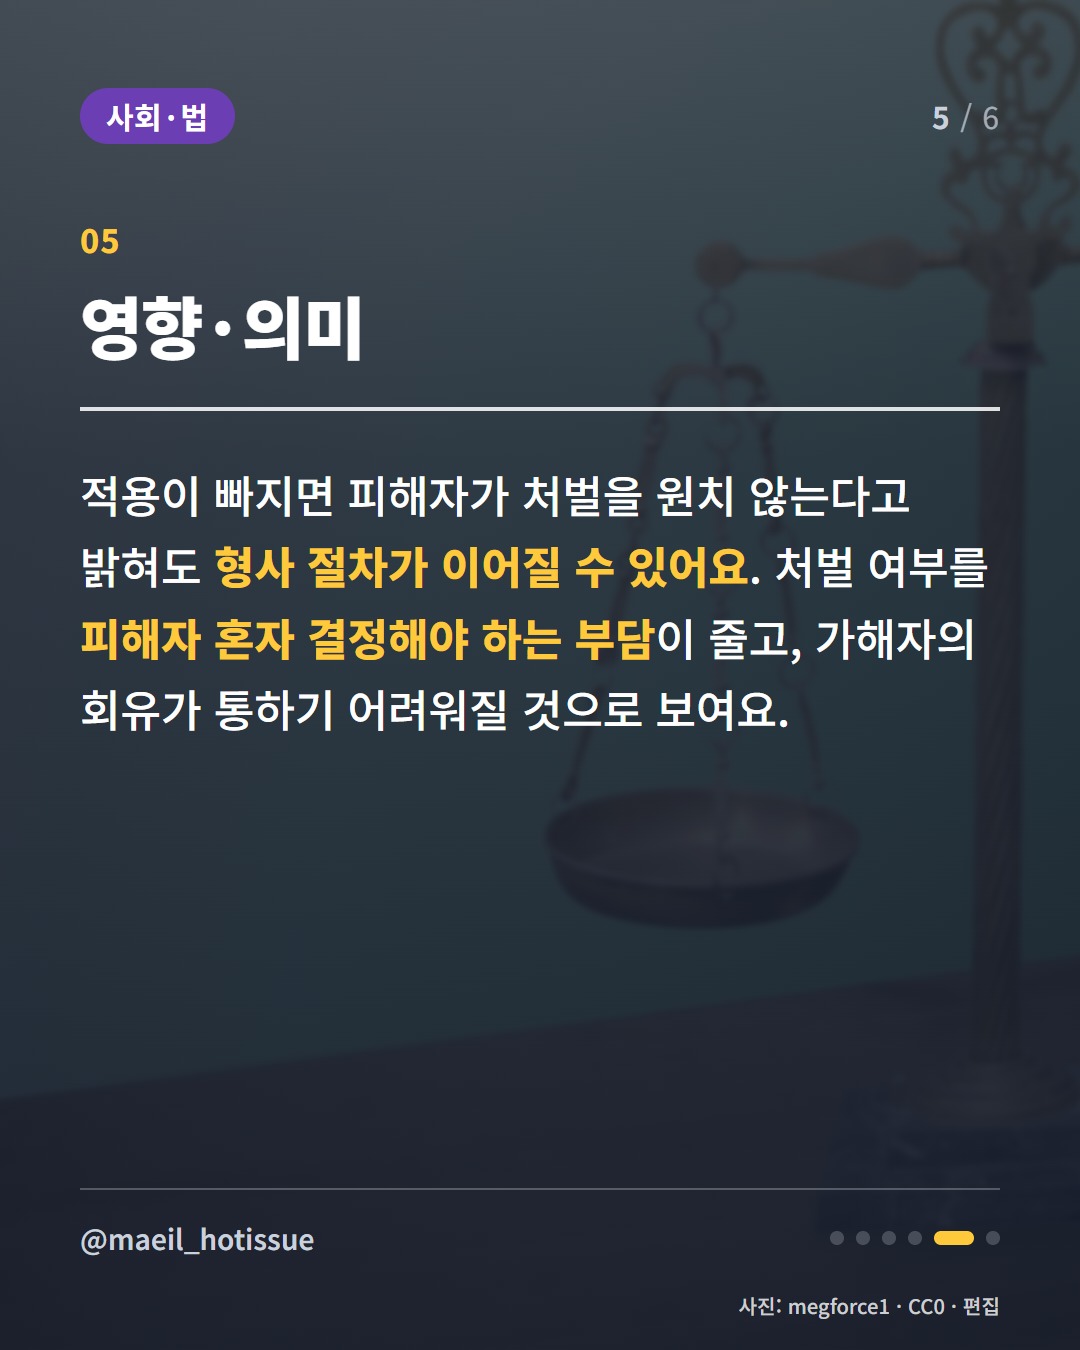 사회·법
5 / 6
05
영향·의미
적용이 빠지면 피해자가 처벌을 원치 않는다고
밝혀도 형사 절차가 이어질 수 있어요. 처벌 여부를
피해자 혼자 결정해야 하는 부담이 줄고, 가해자의
회유가 통하기 어려워질 것으로 보여요.
@maeil_hotissue
사진: megforce1 · CC0 · 편집